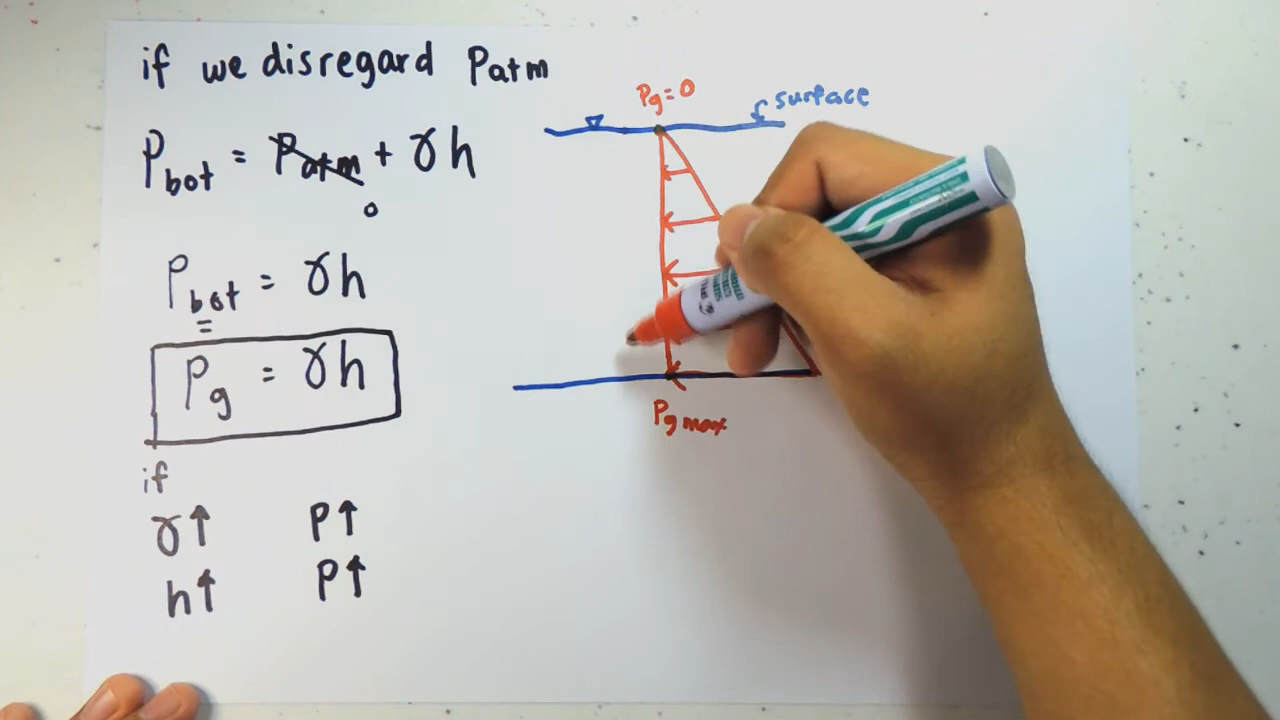 if we disregard Patm
Pbot = Patm + γh
0
Pbot = γh
Pg = γh
if
γ↑ P↑
h↑ P↑
Pg=0
surface
Pg max